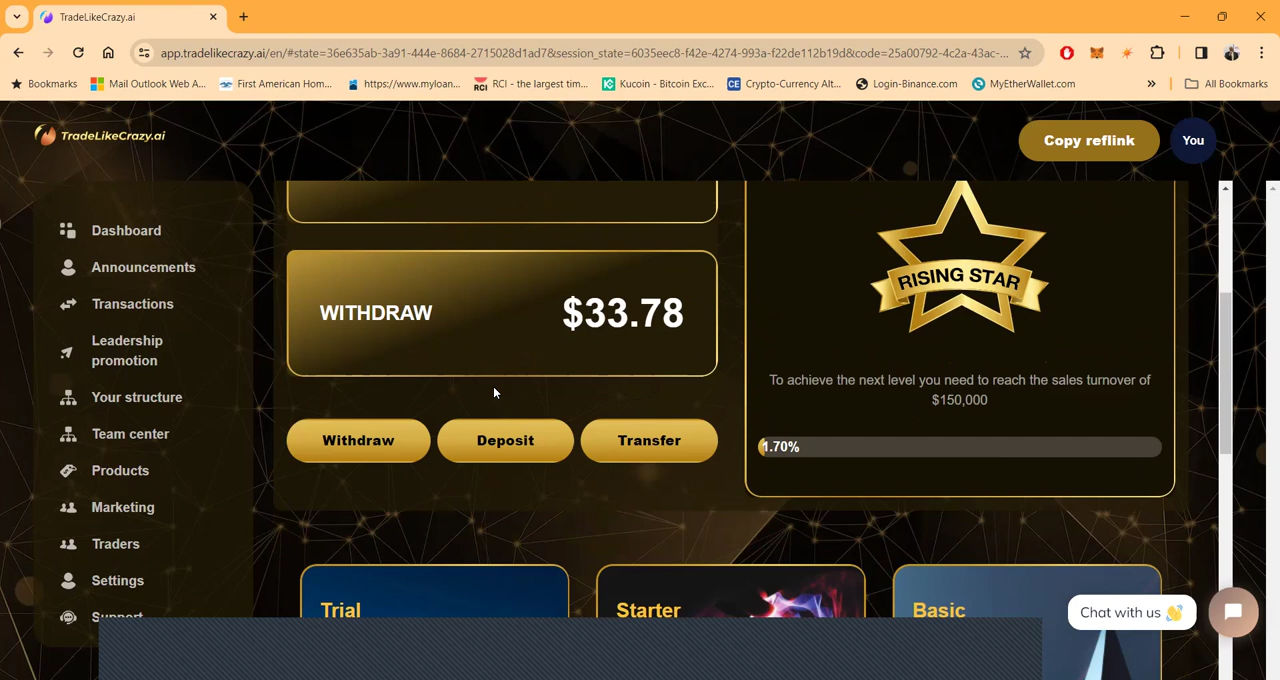 TradeLikeCrazy.ai
app.tradelikecrazy.ai/en/#state=36e635ab-3a91-444e-8684-2715028d1ad7&session_state=6035eec8-f42e-4274-993a-f22de112b19d&code=25a00792-4c2a-43ac-...
Bookmarks
Mail Outlook Web A...
First American Hom...
https://www.myloan...
RCI
RCI - the largest tim...
Kucoin - Bitcoin Exc...
CE
Crypto-Currency Alt...
Login-Binance.com
MyEtherWallet.com
All Bookmarks
TradeLikeCrazy.ai
Copy reflink
You
Dashboard
Announcements
Transactions
Leadership
promotion
Your structure
Team center
Products
Marketing
Traders
Settings
Support
WITHDRAW
$33.78
Withdraw
Deposit
Transfer
RISING STAR
To achieve the next level you need to reach the sales turnover of
$150,000
1.70%
Trial
Starter
Basic
Chat with us 👋